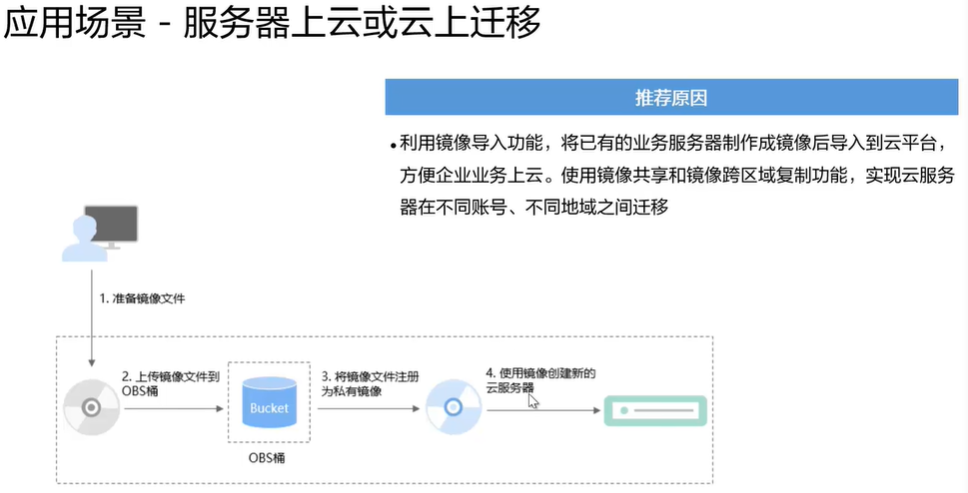 应用场景 - 服务器上云或云上迁移
推荐原因
•利用镜像导入功能，将已有的业务服务器制作成镜像后导入到云平台，
方便企业业务上云。使用镜像共享和镜像跨区域复制功能，实现云服务
器在不同账号、不同地域之间迁移
1. 准备镜像文件
2. 上传镜像文件到
OBS桶
Bucket
OBS桶
3. 将镜像文件注册
为私有镜像
4. 使用镜像创建新的
云服务器